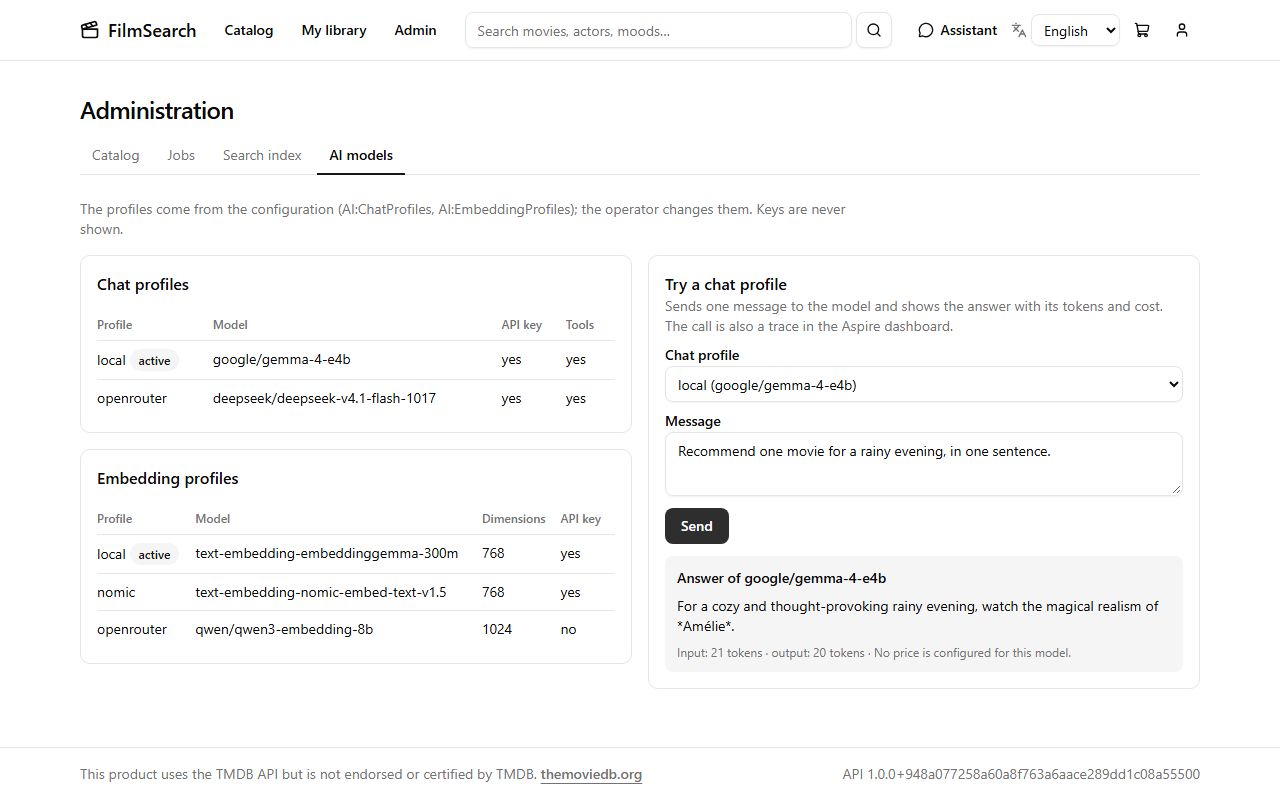 FilmSearch
Catalog
My library
Admin
Search movies, actors, moods...
Assistant
English
Administration
Catalog
Jobs
Search index
AI models
The profiles come from the configuration (AI:ChatProfiles, AI:EmbeddingProfiles); the operator changes them. Keys are never
shown.
Chat profiles
Profile Model API key Tools
local active google/gemma-4-e4b yes yes
openrouter deepseek/deepseek-v4.1-flash-1017 yes yes
Embedding profiles
Profile Model Dimensions API key
local active text-embedding-embeddinggemma-300m 768 yes
nomic text-embedding-nomic-embed-text-v1.5 768 yes
openrouter qwen/qwen3-embedding-8b 1024 no
Try a chat profile
Sends one message to the model and shows the answer with its tokens and cost.
The call is also a trace in the Aspire dashboard.
Chat profile
local (google/gemma-4-e4b)
Message
Recommend one movie for a rainy evening, in one sentence.
Send
Answer of google/gemma-4-e4b
For a cozy and thought-provoking rainy evening, watch the magical realism of
*Amélie*.
Input: 21 tokens · output: 20 tokens · No price is configured for this model.
This product uses the TMDB API but is not endorsed or certified by TMDB. themoviedb.org
API 1.0.0+948a077258a60a8f763a6aace289dd1c08a55500